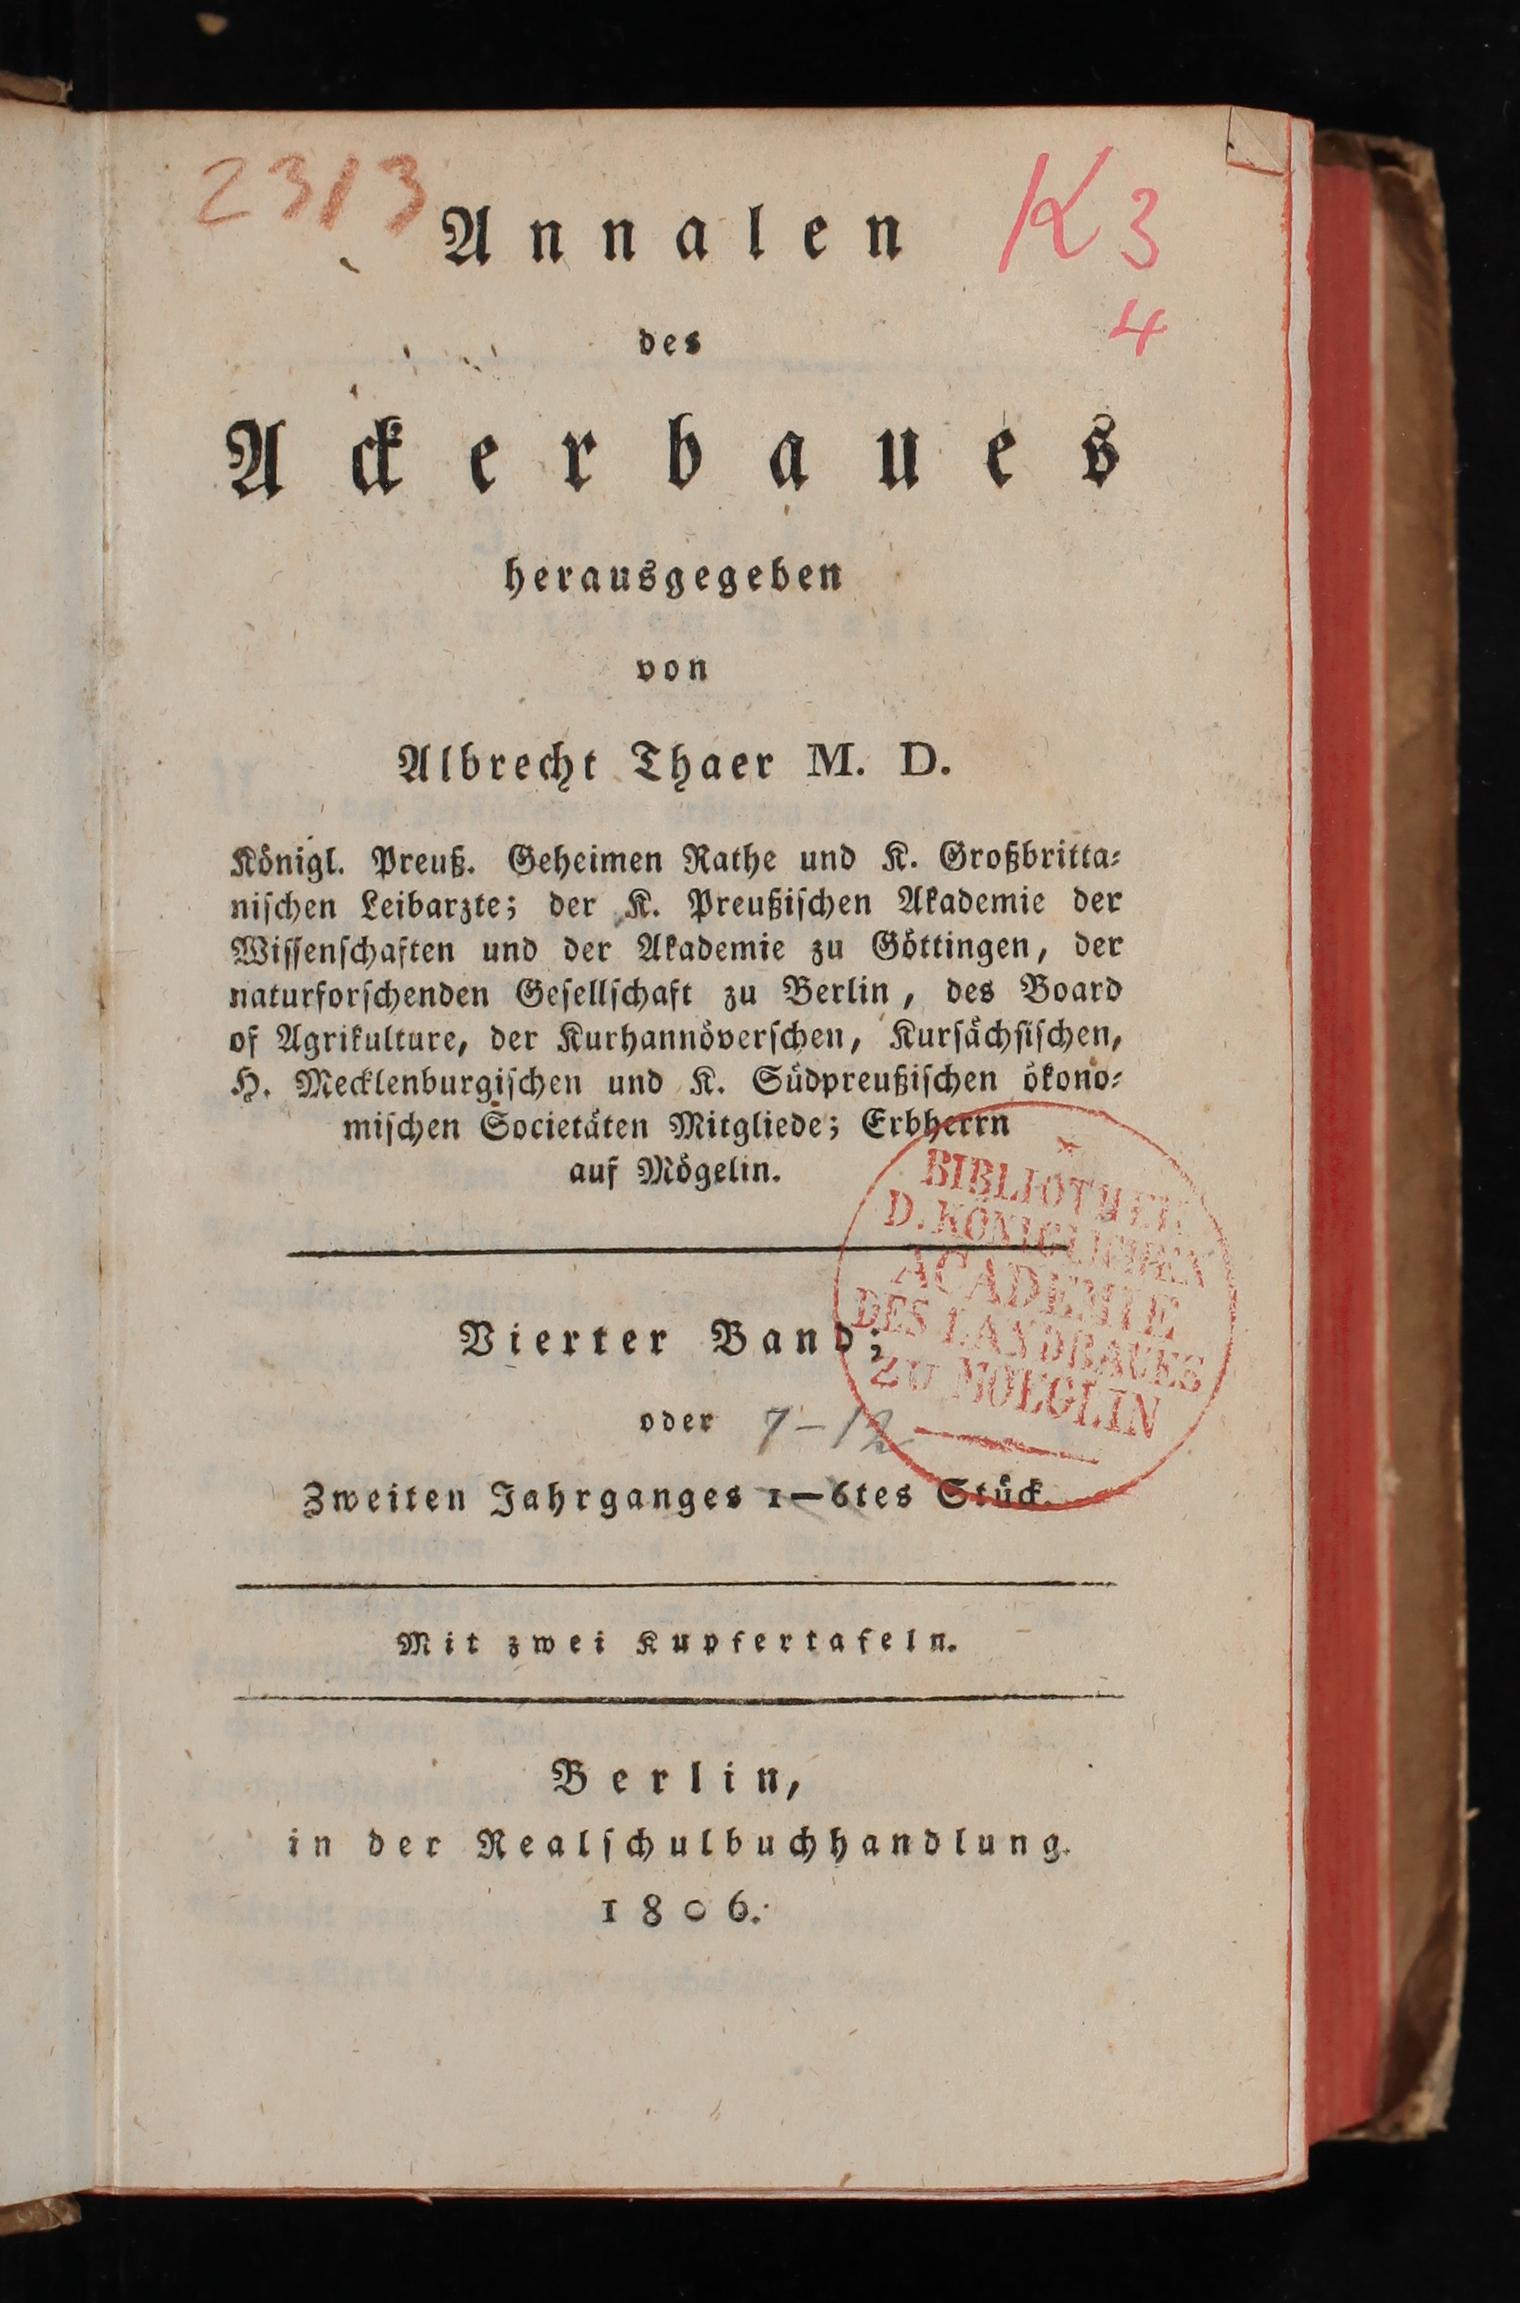 2313
K 3
4
Annalen
des
Ackerbaues
herausgegeben
von
Albrecht Thaer M. D.
Königl. Preuß. Geheimen Rathe und K. Großbritta-
nischen Leibarzte; der K. Preußischen Akademie der
Wissenschaften und der Akademie zu Göttingen, der
naturforschenden Gesellschaft zu Berlin, des Board
of Agrikulture, der Kurhannöverschen, Kursächsischen,
H. Mecklenburgischen und K. Südpreußischen ökono-
mischen Societäten Mitgliede; Erbherrn
auf Mögelin.
BIBLIOTHEK
D. KÖNIGLICHEN
ACADEMIE
DES LANDBAUES
ZU MOEGLIN
Vierter Band;
oder 7-12
Zweiten Jahrganges 1—6tes Stück.
Mit zwei Kupfertafeln.
Berlin,
in der Realschulbuchhandlung.
1806.